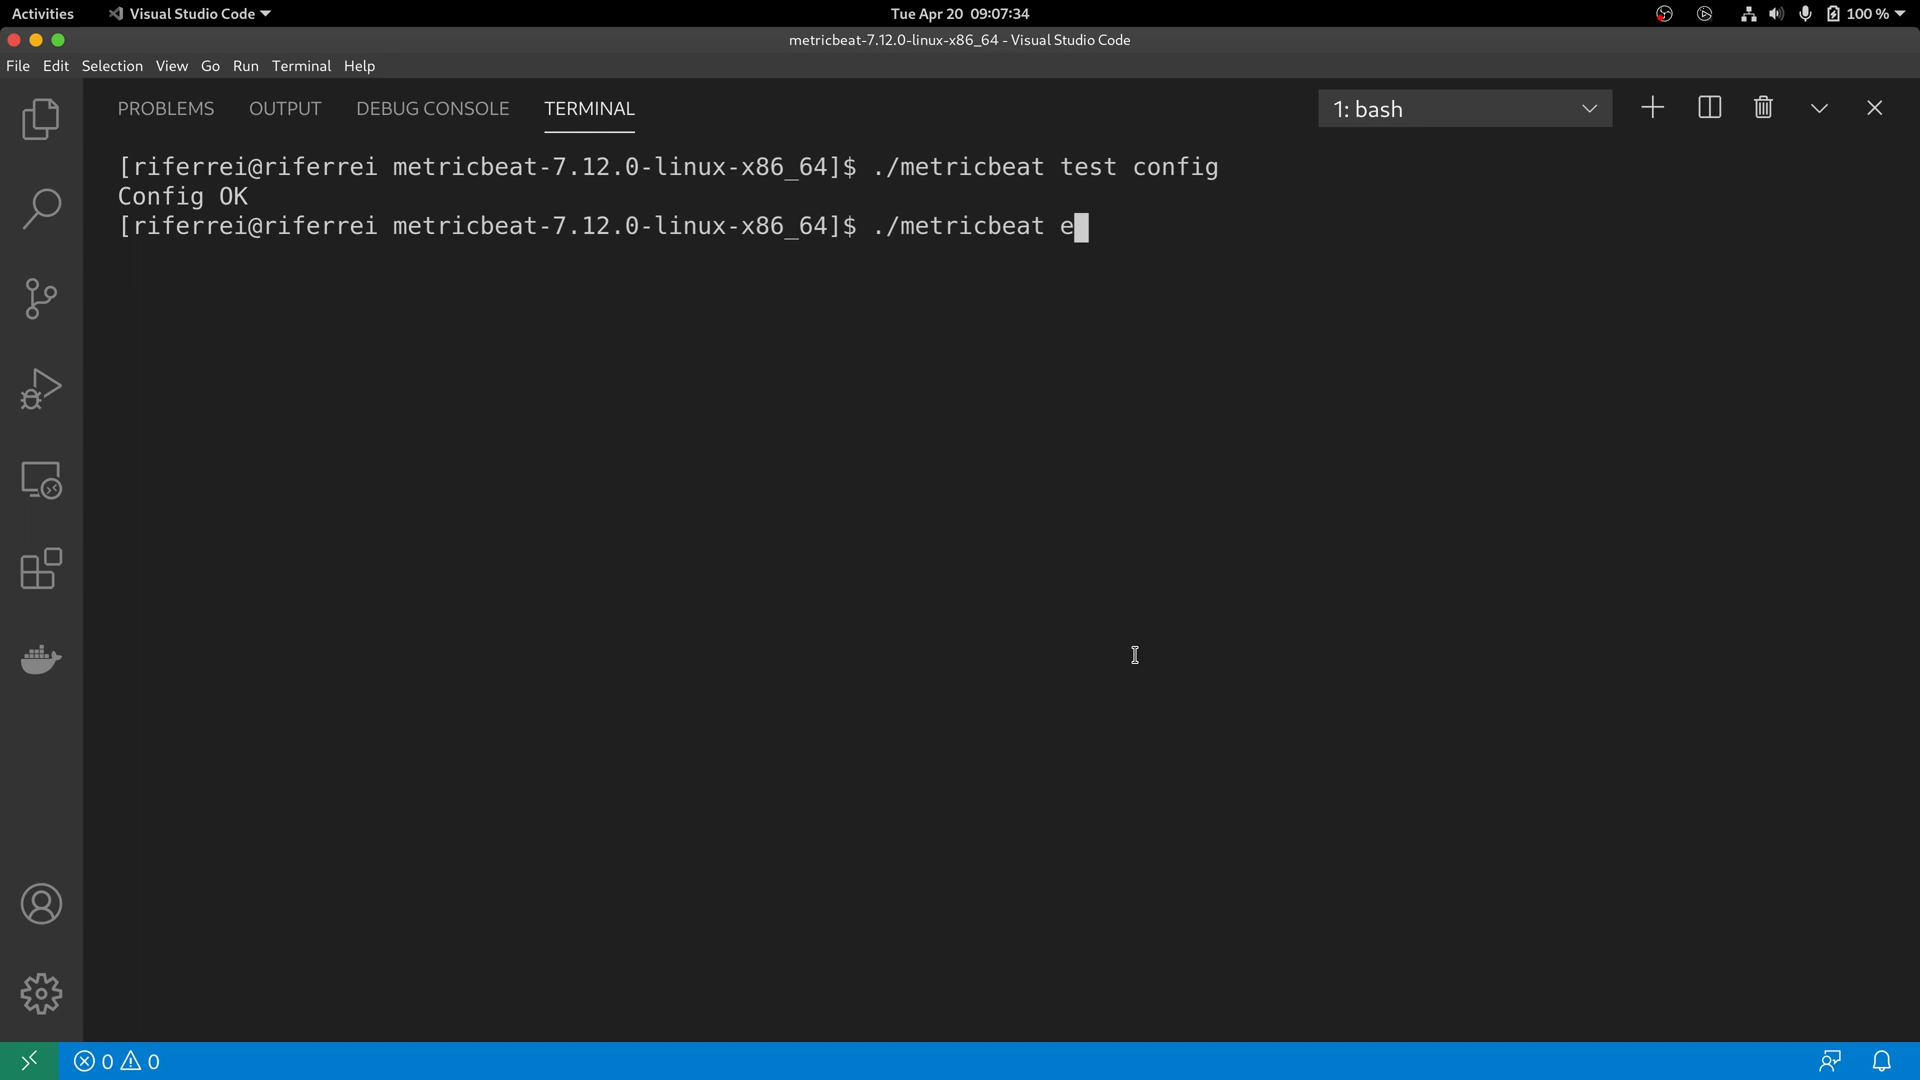 Activities Visual Studio Code Tue Apr 20 09:07:34 100 %
metricbeat-7.12.0-linux-x86_64 - Visual Studio Code
File Edit Selection View Go Run Terminal Help
PROBLEMS OUTPUT DEBUG CONSOLE TERMINAL 1: bash
[riferrei@riferrei metricbeat-7.12.0-linux-x86_64]$ ./metricbeat test config
Config OK
[riferrei@riferrei metricbeat-7.12.0-linux-x86_64]$ ./metricbeat e
0 0